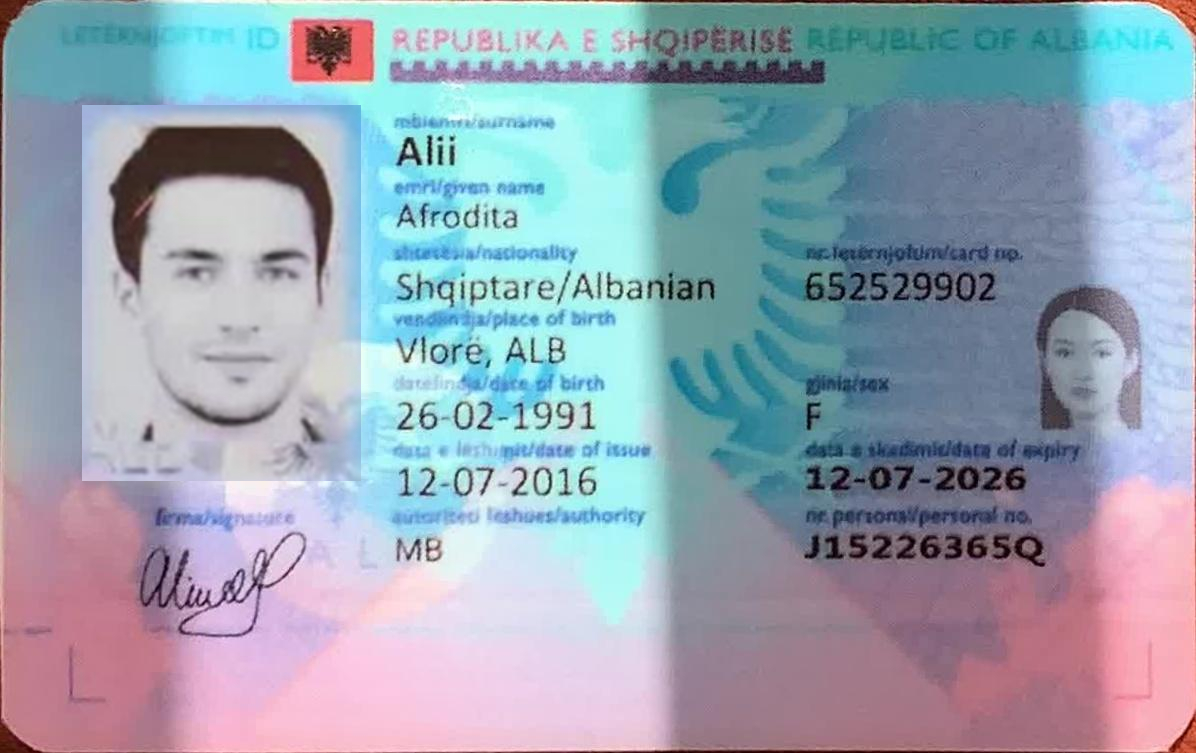 LETËRNJOFTIM ID REPUBLIKA E SHQIPËRISË REPUBLIC OF ALBANIA
mbiemri/surname
Alii
emri/given name
Afrodita
shtetësia/nationality
nr. letërnjoftim/card no.
Shqiptare/Albanian
652529902
vendlindja/place of birth
Vlorë, ALB
datelindja/date of birth
gjinia/sex
26-02-1991
F
data e lëshimit/date of issue
data e skadimit/date of expiry
12-07-2016
12-07-2026
firma/signature
autoriteti lëshues/authority
nr. personal/personal no.
MB
J15226365Q